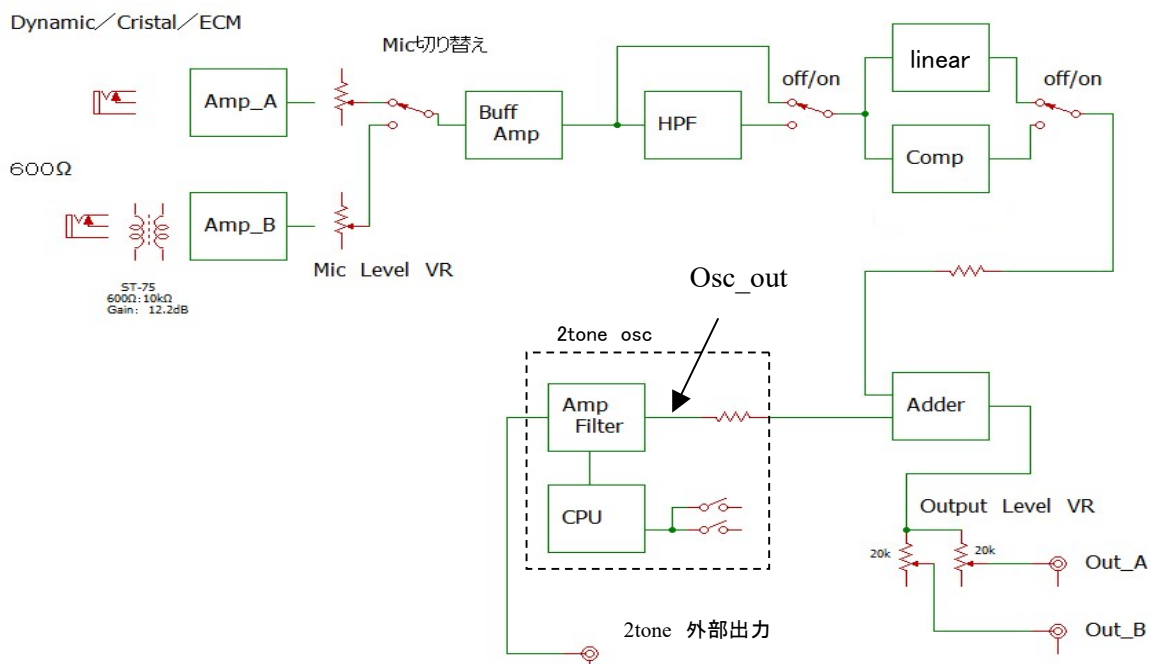 Dynamic／Cristal／ECM
Mic切り替え
Amp_A
Buff
Amp
HPF
off/on
linear
off/on
Comp
600Ω
Amp_B
Mic Level VR
ST-75
600Ω:10kΩ
Gain: 12.2dB
Osc_out
2tone osc
Amp
Filter
Adder
CPU
Output Level VR
20k
20k
Out_A
Out_B
2tone 外部出力